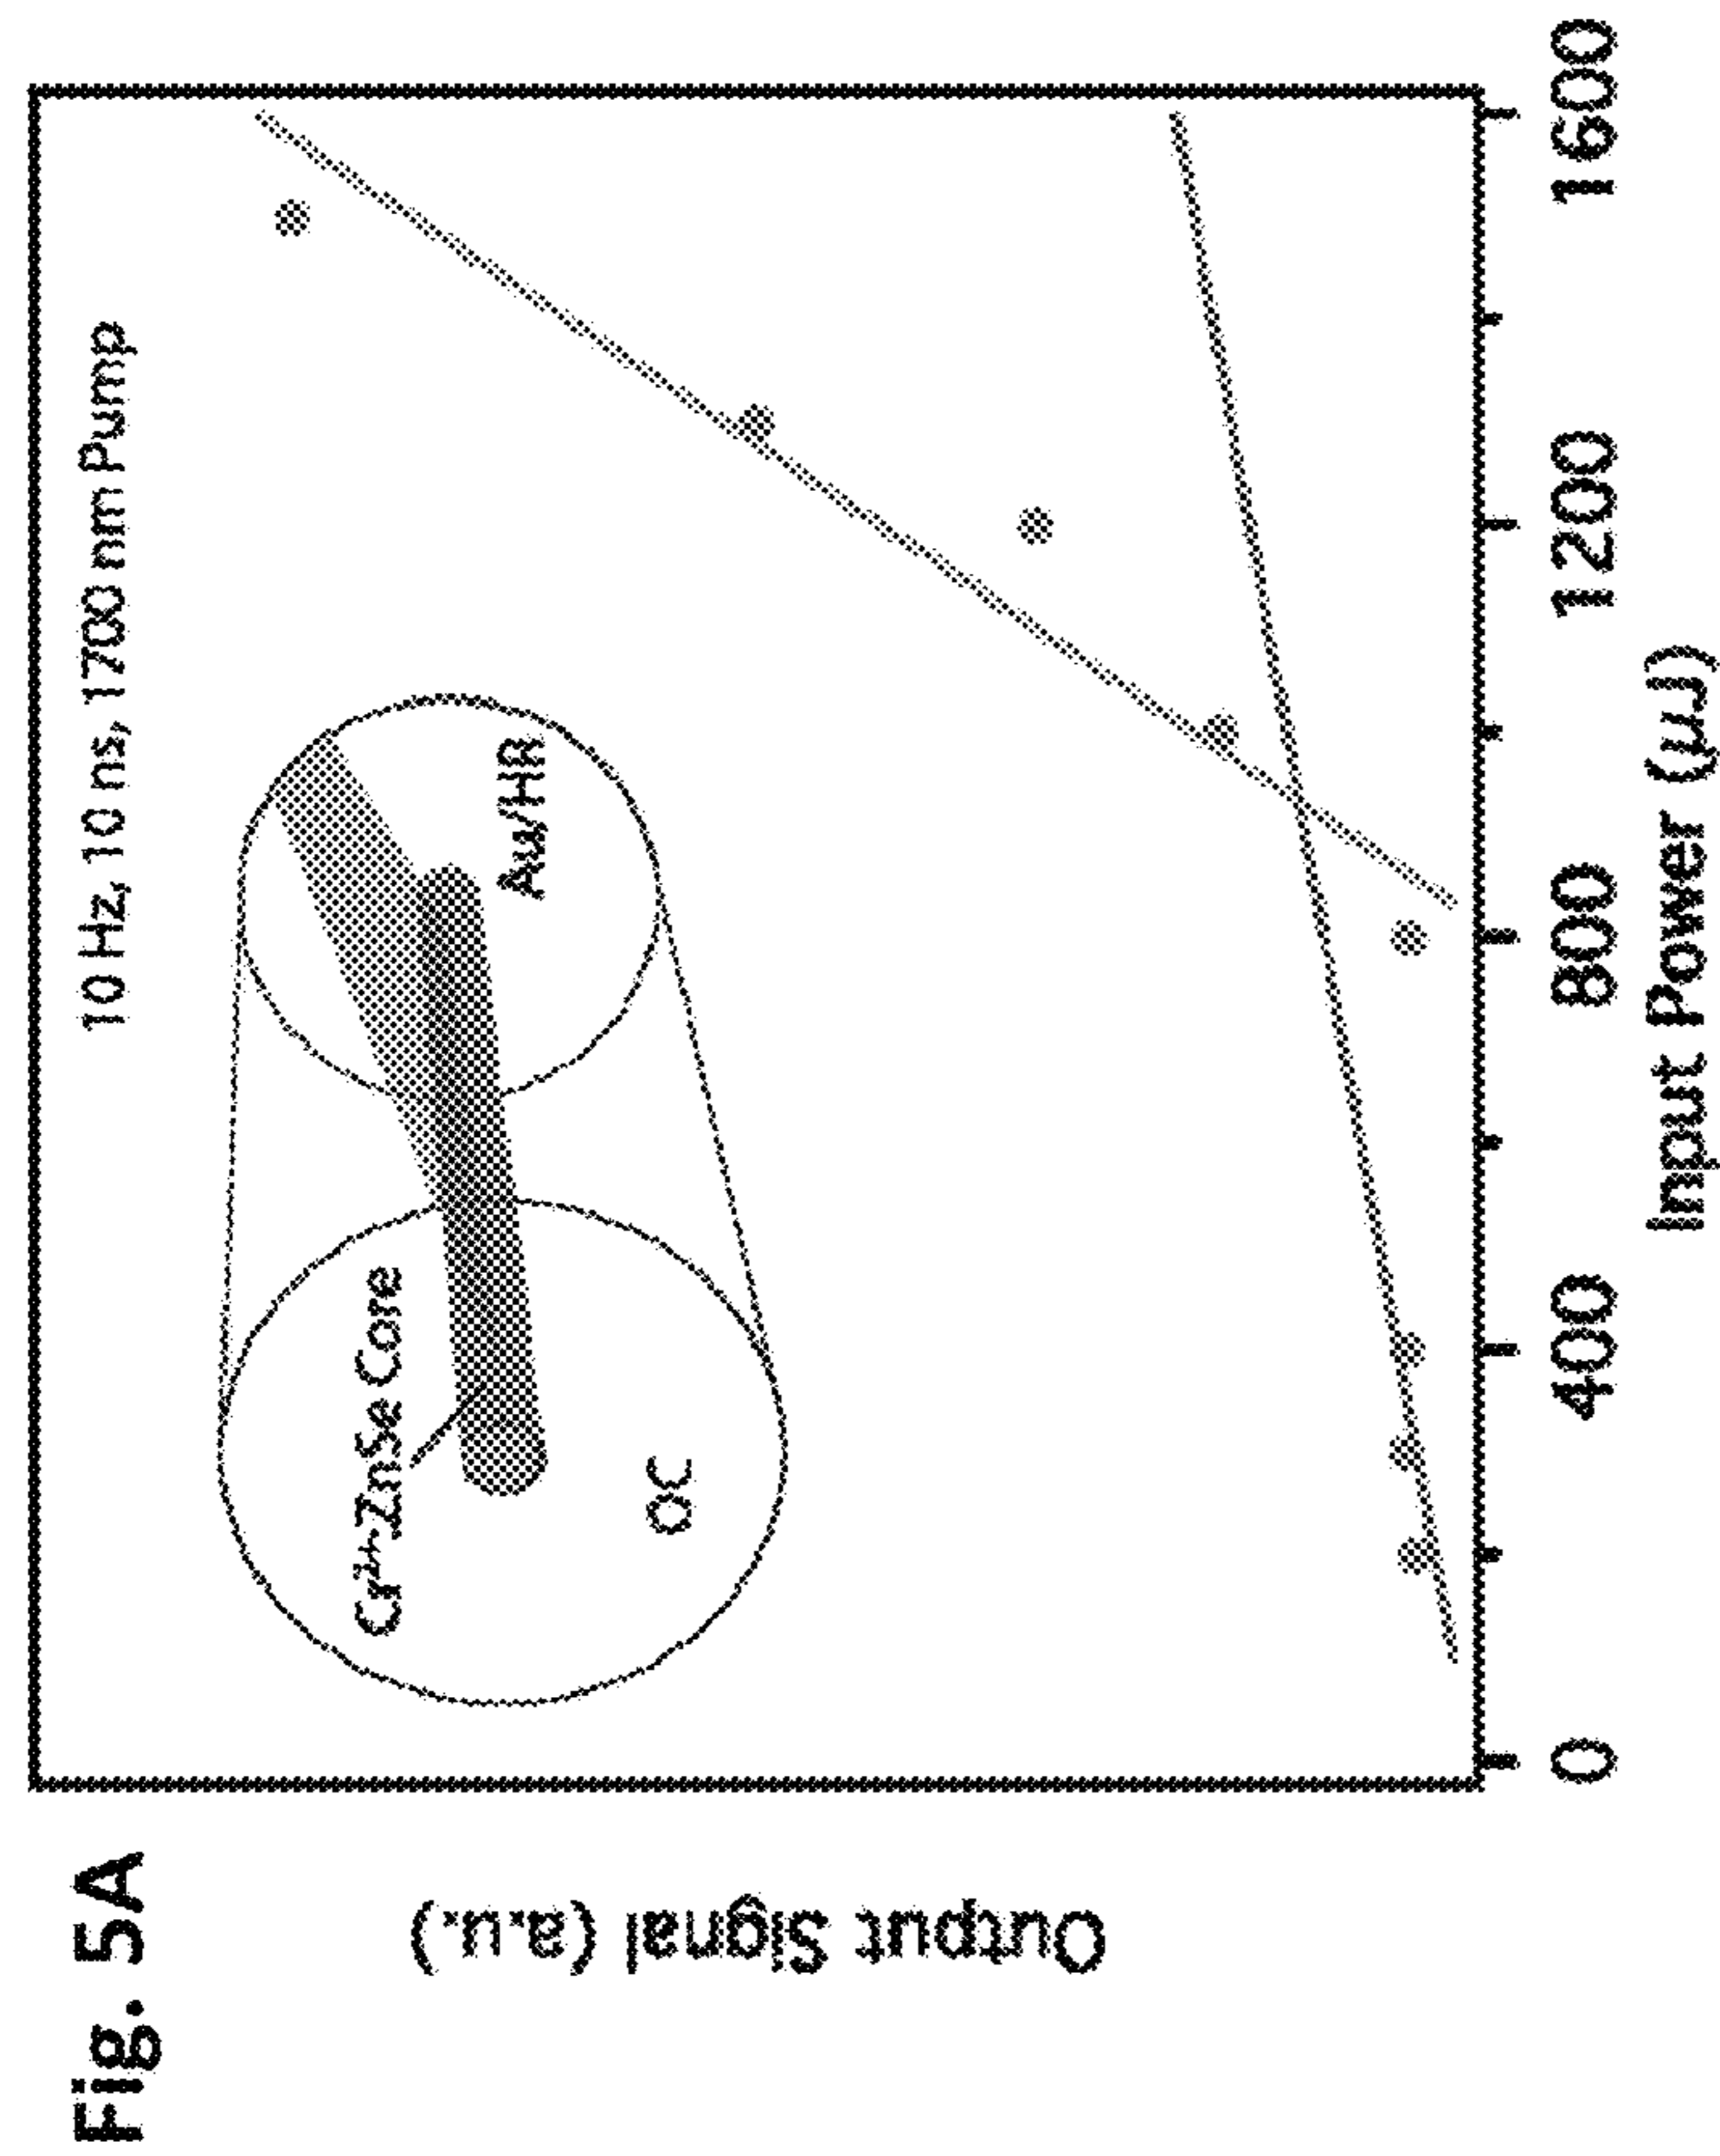 Fig. 5A
10 Hz, 10 ns, 1700 nm Pump
Cr²⁺:ZnSe Core
Au/HR
OC
Output Signal (a.u.)
0 400 800 1200 1600
Input Power (μJ)